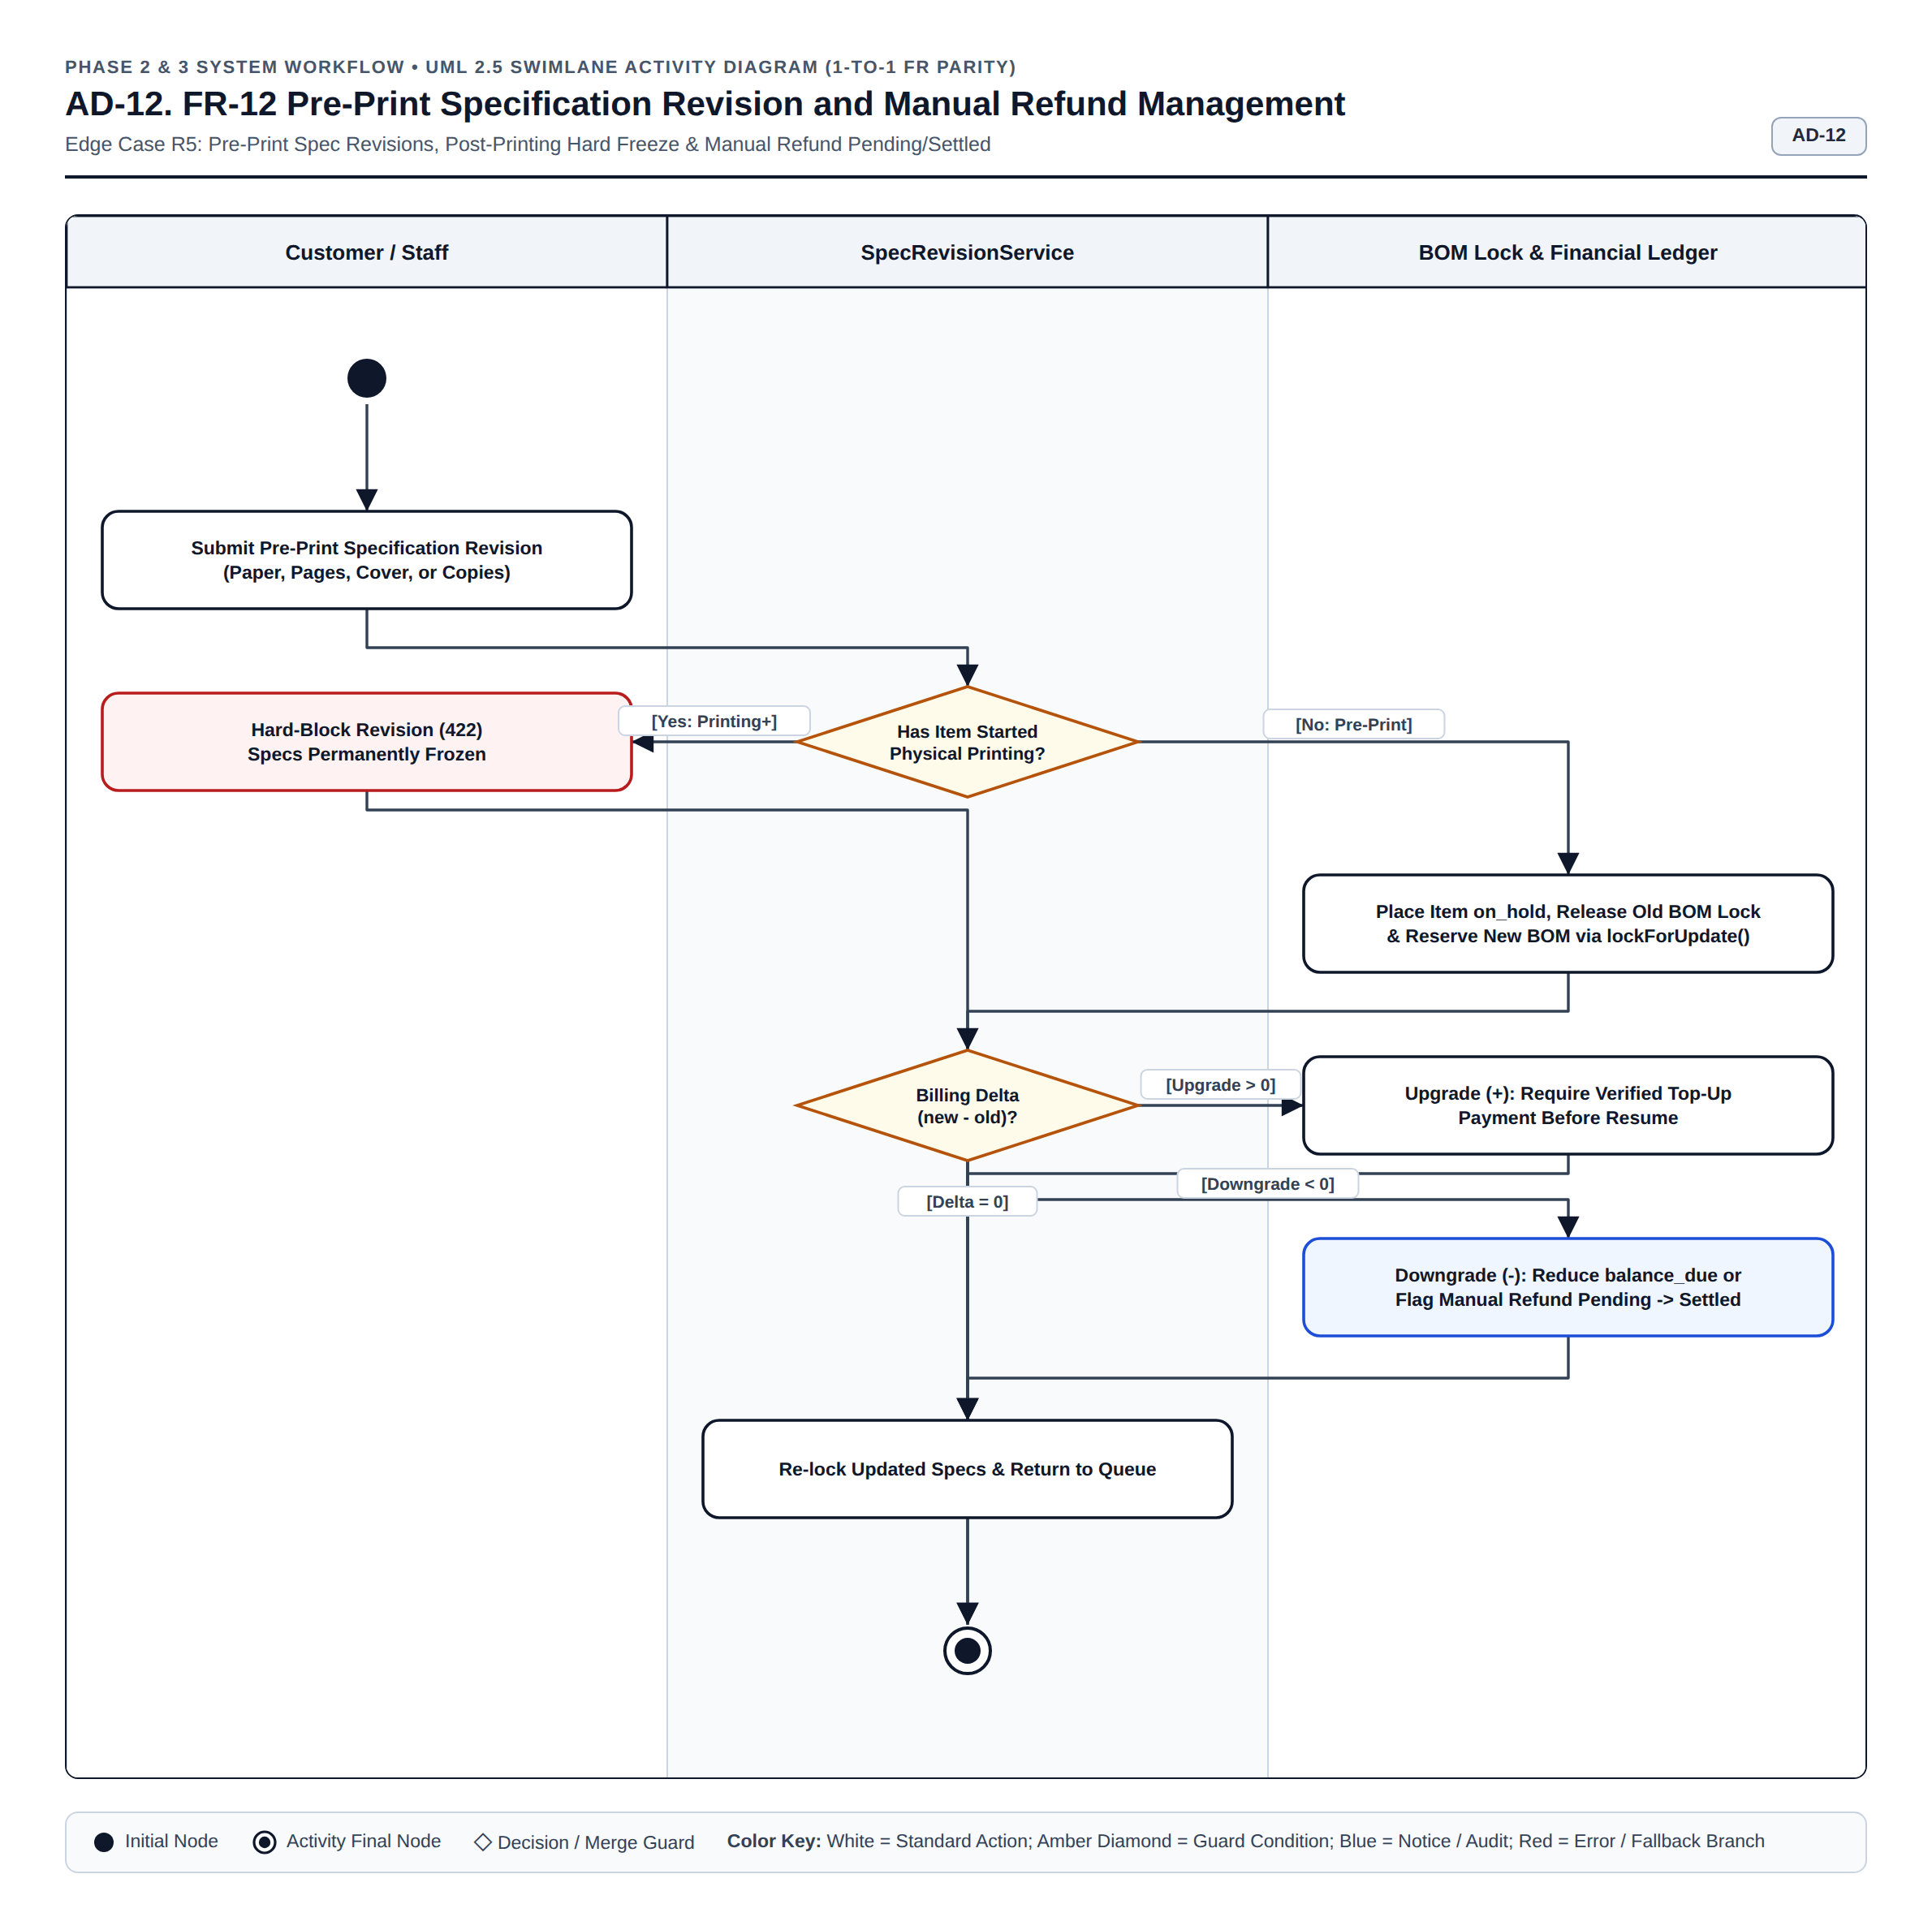 PHASE 2 & 3 SYSTEM WORKFLOW • UML 2.5 SWIMLANE ACTIVITY DIAGRAM (1-TO-1 FR PARITY)
AD-12. FR-12 Pre-Print Specification Revision and Manual Refund Management
Edge Case R5: Pre-Print Spec Revisions, Post-Printing Hard Freeze & Manual Refund Pending/Settled
AD-12
Customer / Staff
SpecRevisionService
BOM Lock & Financial Ledger
Submit Pre-Print Specification Revision
(Paper, Pages, Cover, or Copies)
Hard-Block Revision (422)
Specs Permanently Frozen
[Yes: Printing+]
Has Item Started
Physical Printing?
[No: Pre-Print]
Place Item on_hold, Release Old BOM Lock
& Reserve New BOM via lockForUpdate()
Billing Delta
(new - old)?
[Upgrade > 0]
Upgrade (+): Require Verified Top-Up
Payment Before Resume
[Downgrade < 0]
[Delta = 0]
Downgrade (-): Reduce balance_due or
Flag Manual Refund Pending -> Settled
Re-lock Updated Specs & Return to Queue
Initial Node
Activity Final Node
Decision / Merge Guard
Color Key: White = Standard Action; Amber Diamond = Guard Condition; Blue = Notice / Audit; Red = Error / Fallback Branch